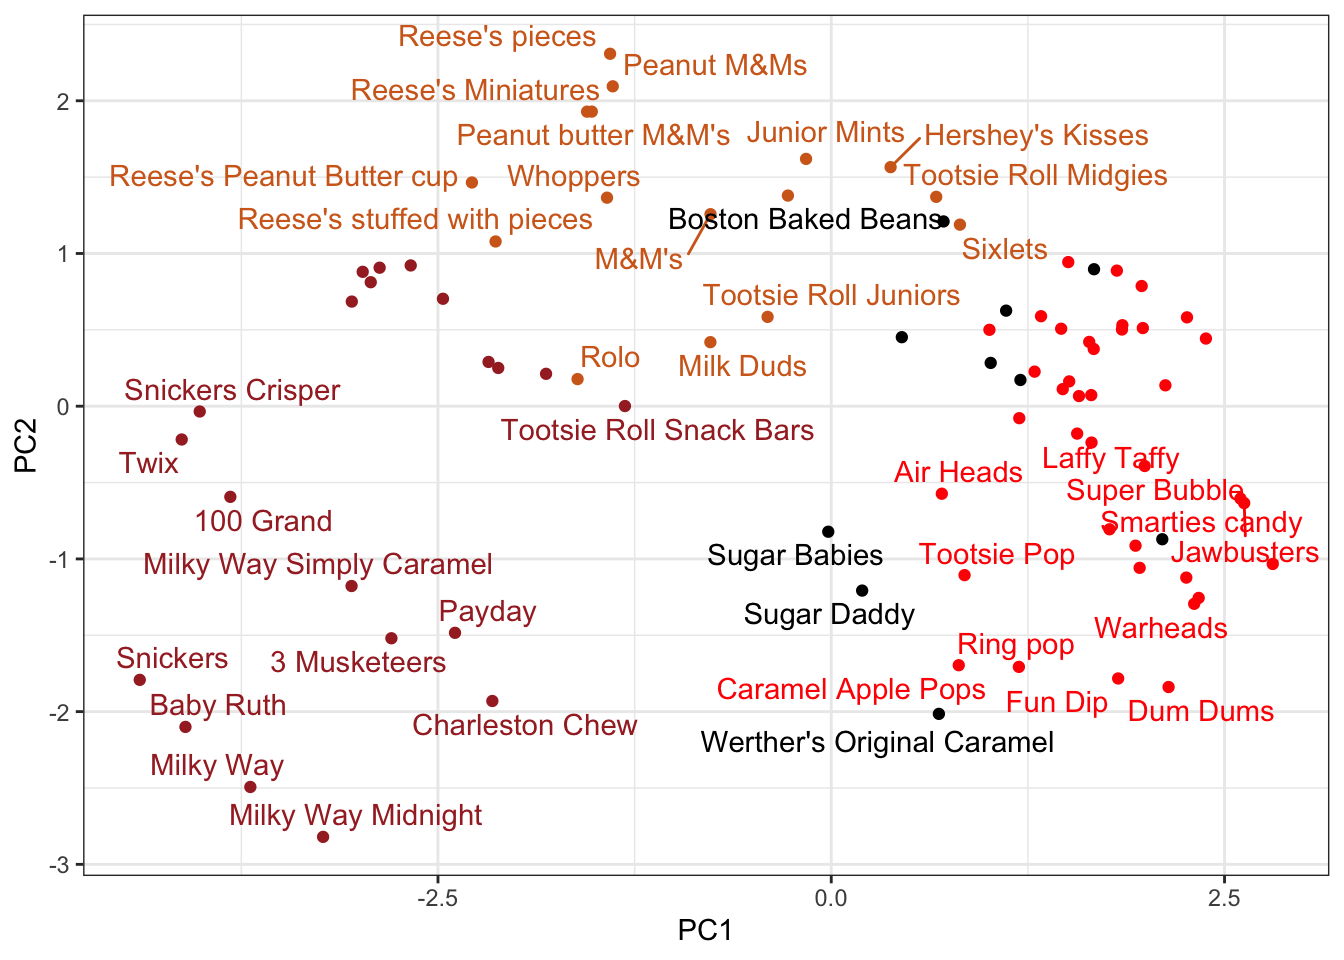 Reese's pieces
Peanut M&Ms
Reese's Miniatures
Peanut butter M&M's
Junior Mints
Hershey's Kisses
Reese's Peanut Butter cup
Whoppers
Tootsie Roll Midgies
Reese's stuffed with pieces
Boston Baked Beans
M&M's
Sixlets
Tootsie Roll Juniors
Rolo
Milk Duds
Snickers Crisper
Tootsie Roll Snack Bars
Twix
Laffy Taffy
Air Heads
Super Bubble
100 Grand
Smarties candy
Sugar Babies
Tootsie Pop
Jawbusters
Milky Way Simply Caramel
Payday
Sugar Daddy
Warheads
Snickers
3 Musketeers
Ring pop
Caramel Apple Pops
Baby Ruth
Fun Dip
Dum Dums
Charleston Chew
Werther's Original Caramel
Milky Way
Milky Way Midnight
2
1
0
-1
-2
-3
PC2
-2.5
0.0
2.5
PC1